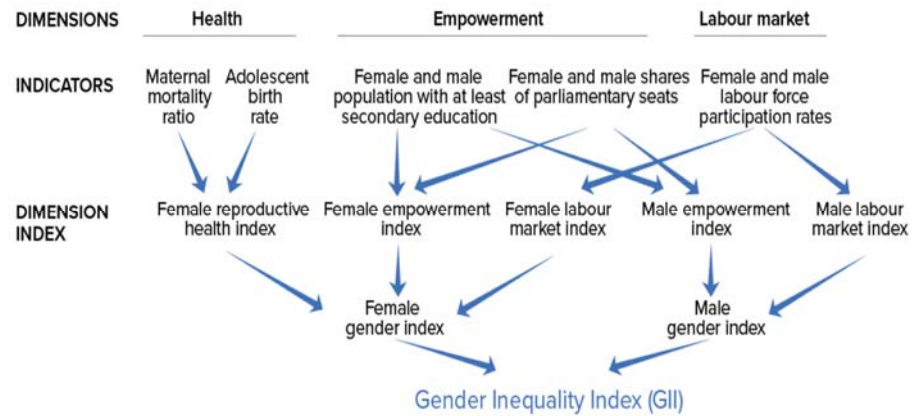 DIMENSIONS Health Empowerment Labour market
INDICATORS
Maternal
mortality
ratio
Adolescent
birth
rate
Female and male
population with at least
secondary education
Female and male shares
of parliamentary seats
Female and male
labour force
participation rates
DIMENSION
INDEX
Female reproductive
health index
Female empowerment
index
Female labour
market index
Male empowerment
index
Male labour
market index
Female
gender index
Male
gender index
Gender Inequality Index (GII)